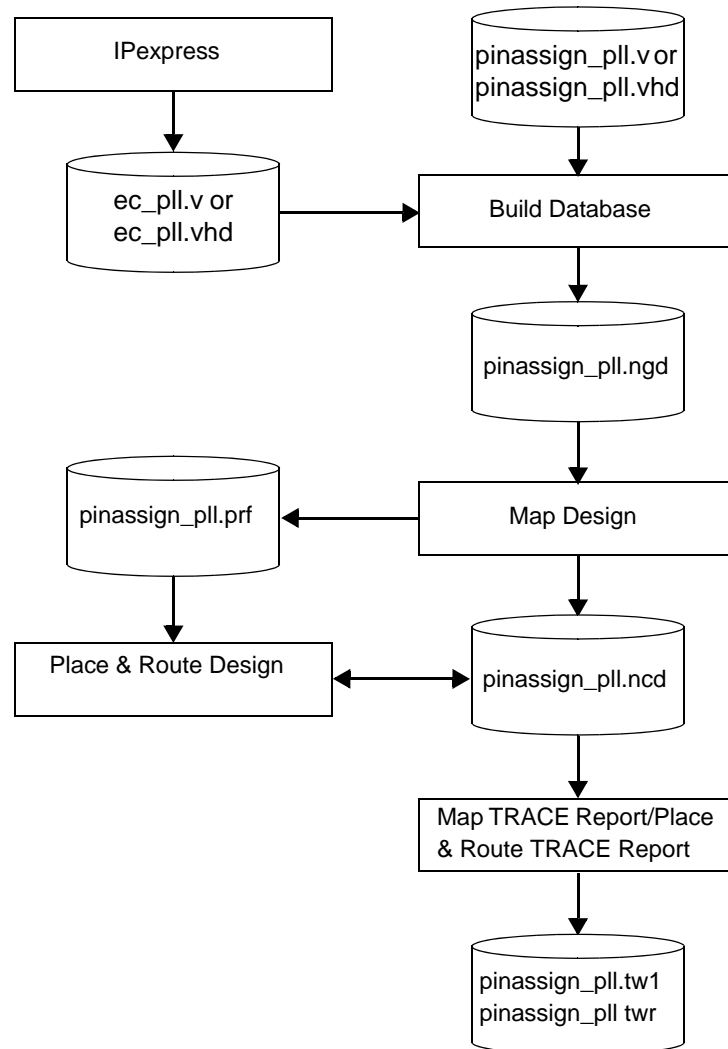 IPexpress
pinassign_pll.v or
pinassign_pll.vhd
ec_pll.v or
ec_pll.vhd
Build Database
pinassign_pll.ngd
pinassign_pll.prf
Map Design
Place & Route Design
pinassign_pll.ncd
Map TRACE Report/Place
& Route TRACE Report
pinassign_pll.tw1
pinassign_pll twr